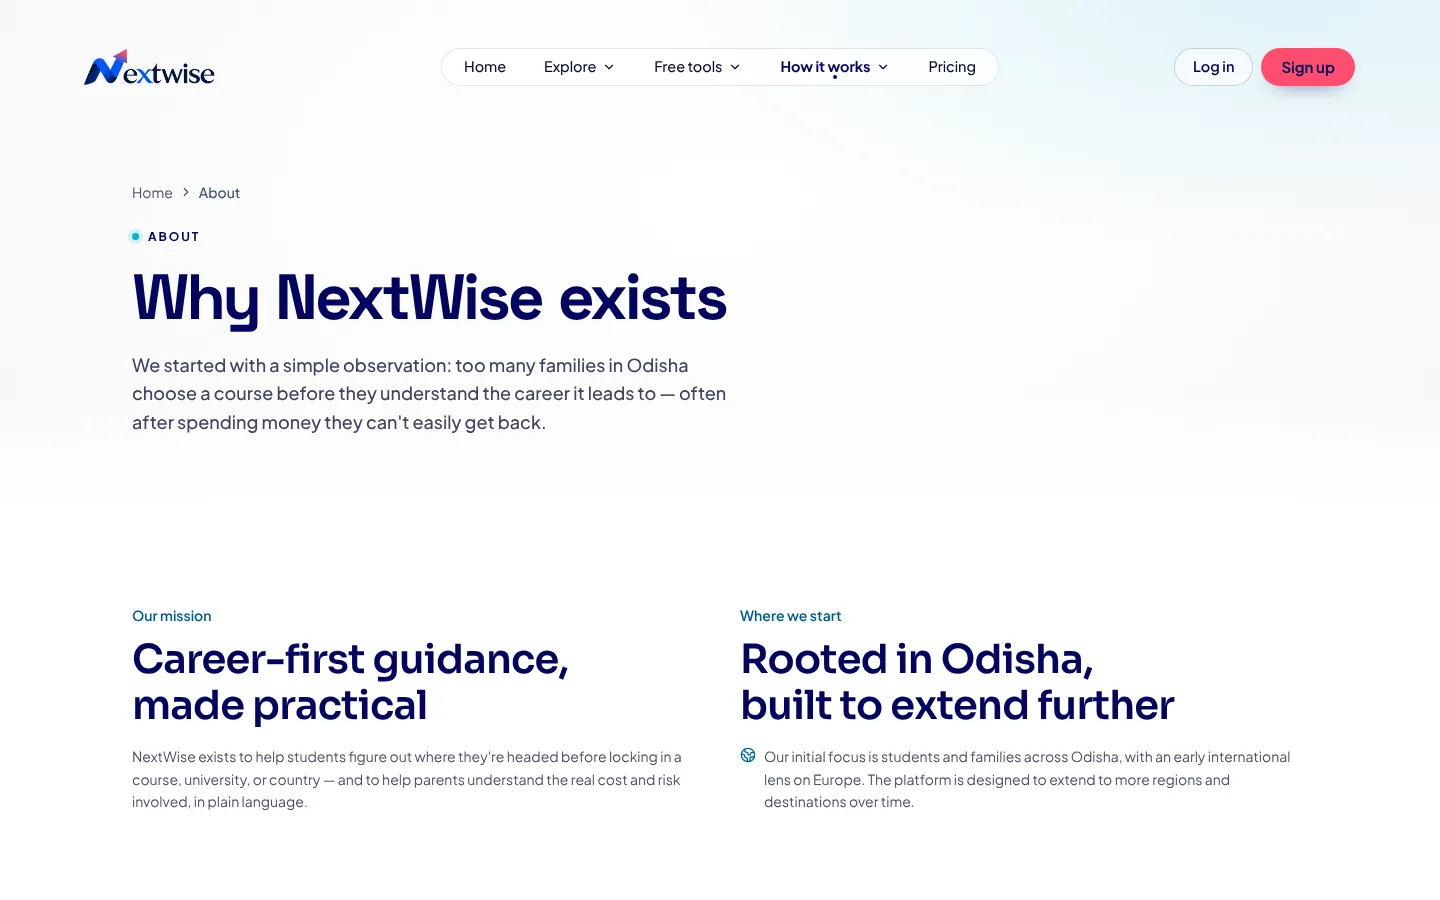 Nextwise
Home
Explore
Free tools
How it works
Pricing
Log in
Sign up
Home > About
ABOUT
Why NextWise exists
We started with a simple observation: too many families in Odisha
choose a course before they understand the career it leads to — often
after spending money they can't easily get back.
Our mission
Career-first guidance,
made practical
NextWise exists to help students figure out where they're headed before locking in a
course, university, or country — and to help parents understand the real cost and risk
involved, in plain language.
Where we start
Rooted in Odisha,
built to extend further
Our initial focus is students and families across Odisha, with an early international
lens on Europe. The platform is designed to extend to more regions and
destinations over time.